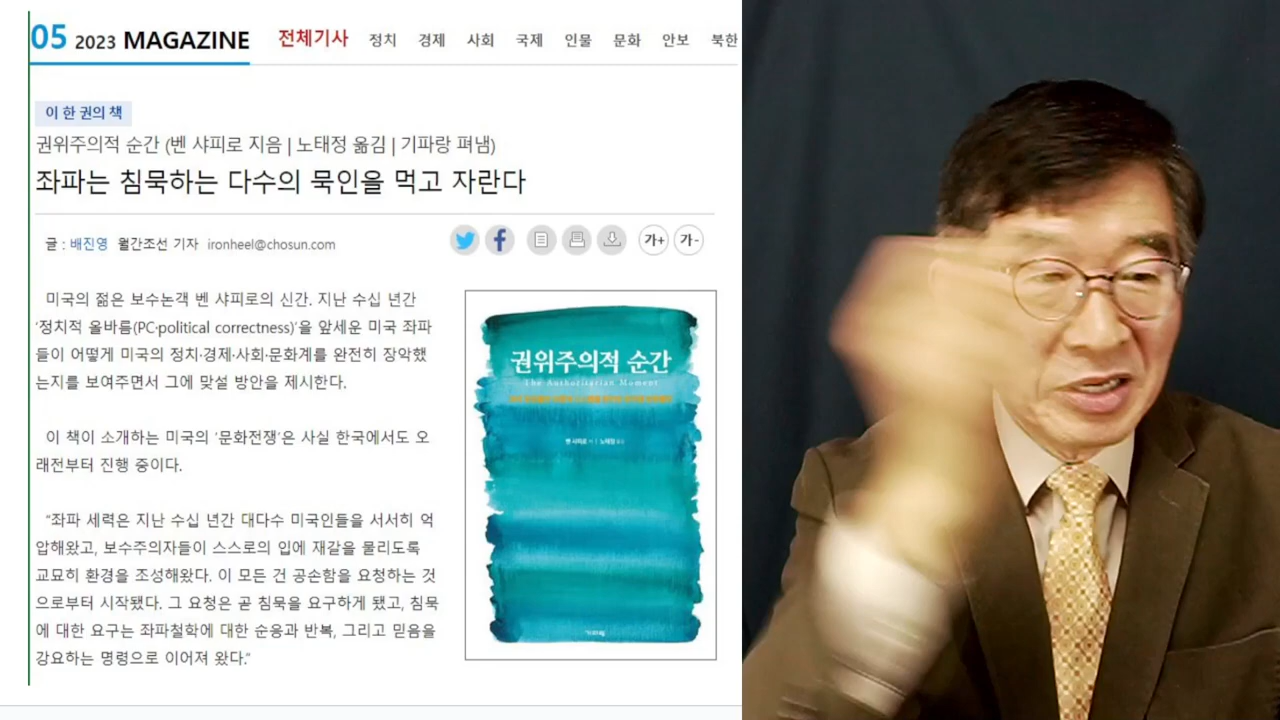 05 2023 MAGAZINE 전체기사 정치 경제 사회 국제 인물 문화 안보 북한
이 한 권의 책
권위주의적 순간 (벤 샤피로 지음 | 노태정 옮김 | 기파랑 펴냄)
좌파는 침묵하는 다수의 묵인을 먹고 자란다
글 : 배진영 월간조선 기자 ironheel@chosun.com
가+ 가-
미국의 젊은 보수논객 벤 샤피로의 신간. 지난 수십 년간
‘정치적 올바름(PC·political correctness)’을 앞세운 미국 좌파
들이 어떻게 미국의 정치·경제·사회·문화계를 완전히 장악했
는지를 보여주면서 그에 맞설 방안을 제시한다.
이 책이 소개하는 미국의 ‘문화전쟁’은 사실 한국에서도 오
래전부터 진행 중이다.
“좌파 세력은 지난 수십 년간 대다수 미국인들을 서서히 억
압해왔고, 보수주의자들이 스스로의 입에 재갈을 물리도록
교묘히 환경을 조성해왔다. 이 모든 건 공손함을 요청하는 것
으로부터 시작됐다. 그 요청은 곧 침묵을 요구하게 됐고, 침묵
에 대한 요구는 좌파철학에 대한 순응과 반복, 그리고 믿음을
강요하는 명령으로 이어져 왔다.”
권위주의적 순간
The Authoritarian Moment
벤 샤피로 저 | 노태정